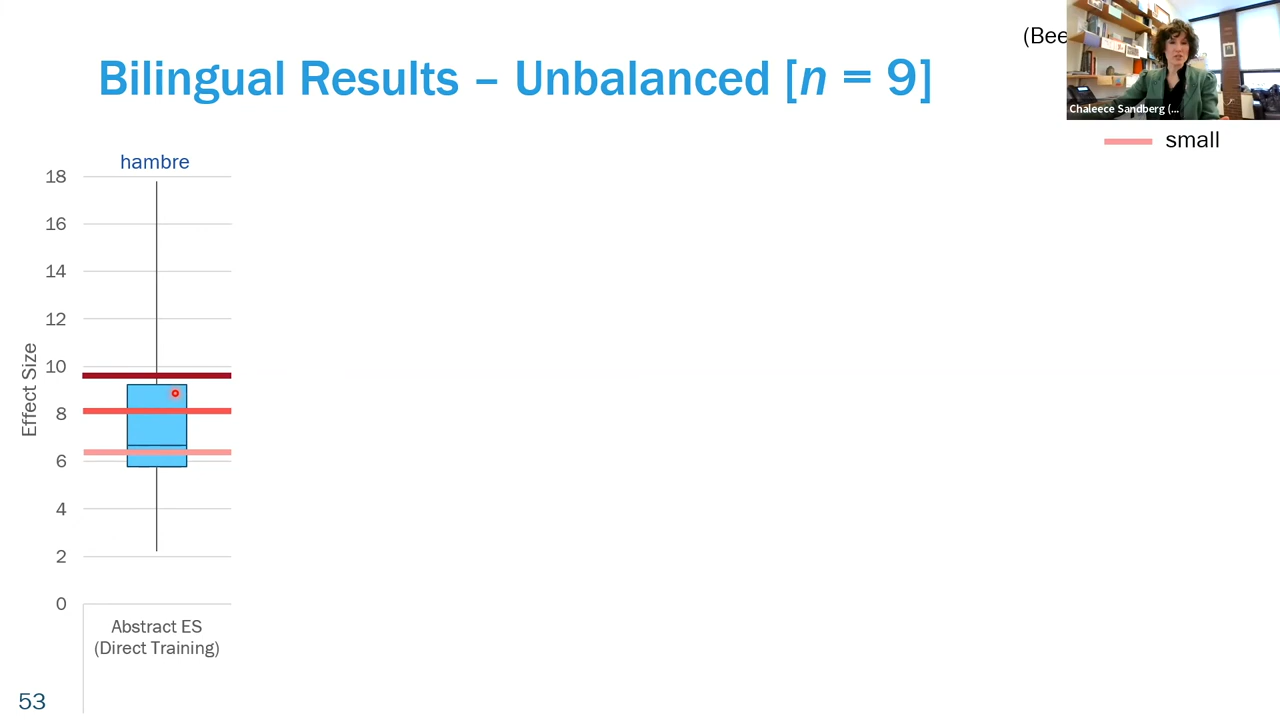 (Bee
Bilingual Results – Unbalanced [n = 9]
Chaleece Sandberg (...
small
hambre
18
16
14
12
10
8
6
4
2
0
Effect Size
Abstract ES
(Direct Training)
53